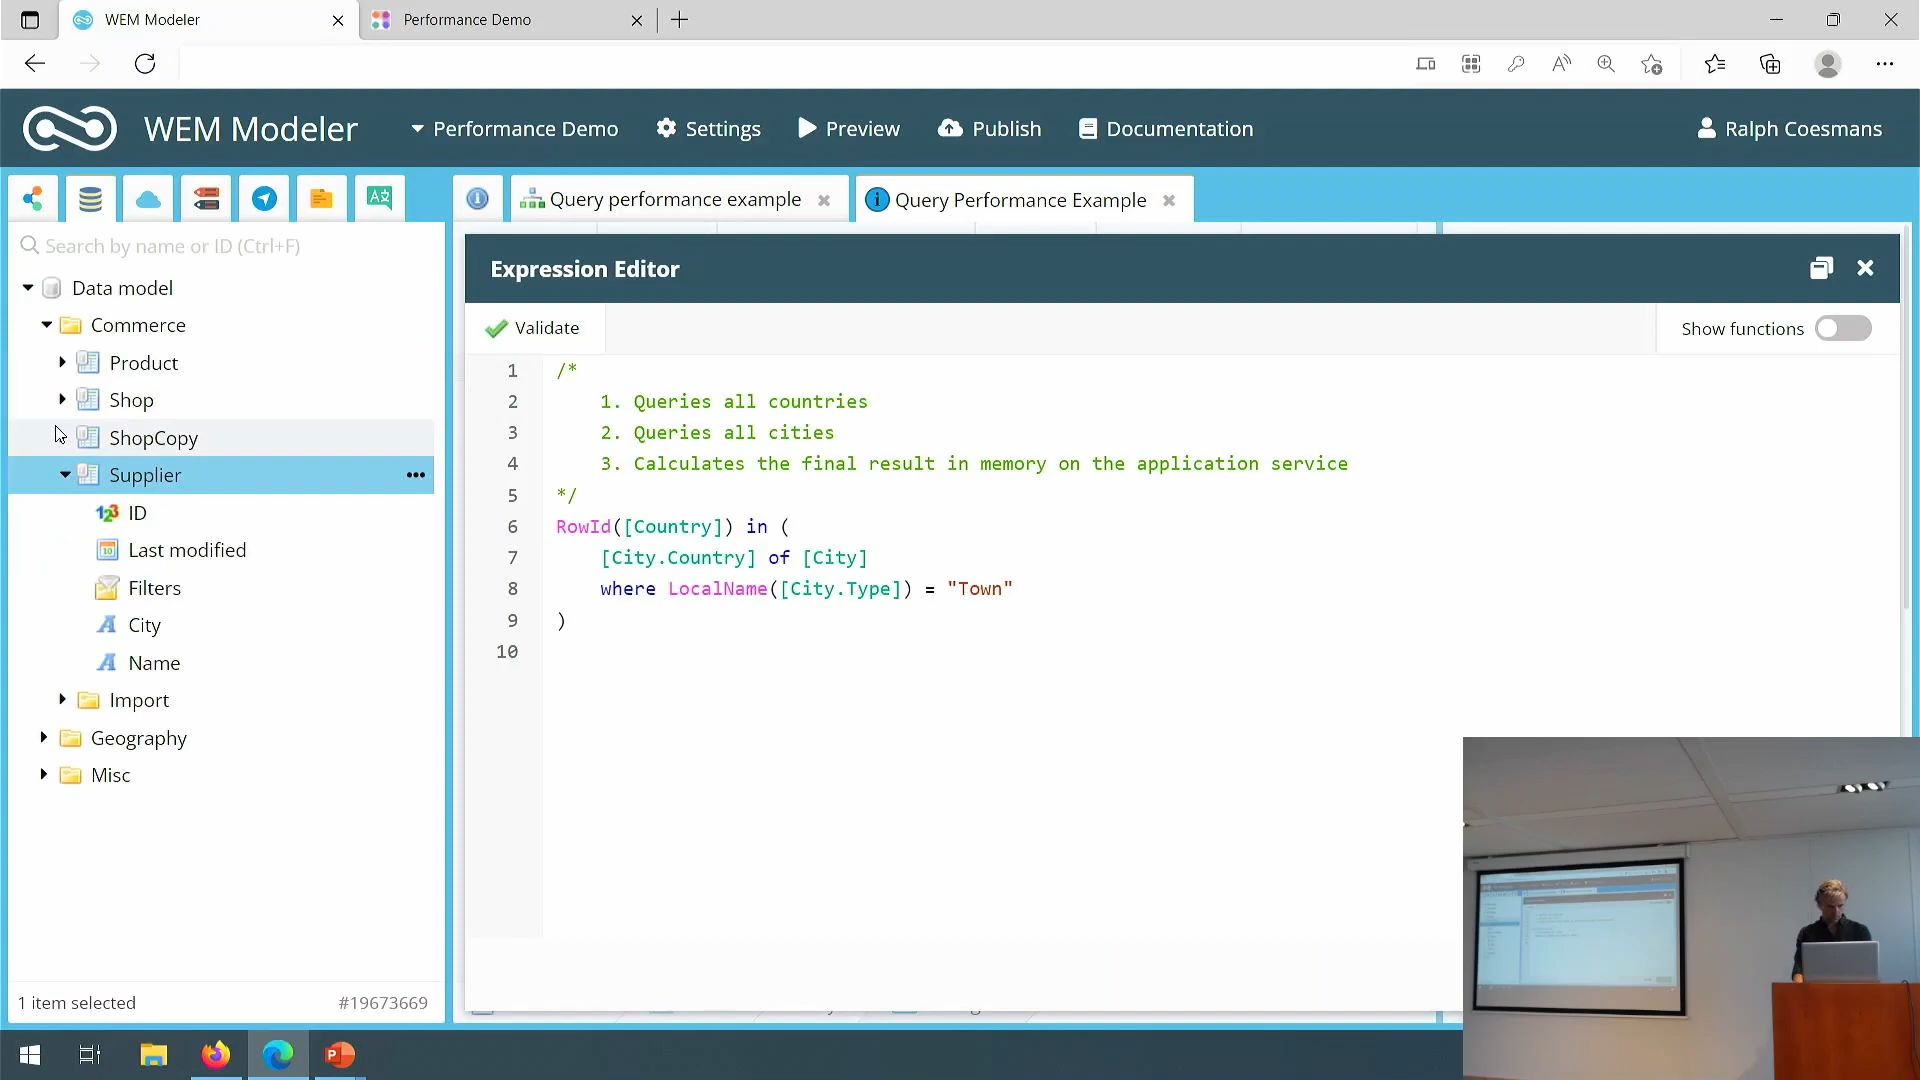 WEM Modeler
Performance Demo
WEM Modeler
Performance Demo
Settings
Preview
Publish
Documentation
Ralph Coesmans
Query performance example
Query Performance Example
Search by name or ID (Ctrl+F)
Data model
Commerce
Product
Shop
ShopCopy
Supplier
ID
Last modified
Filters
City
Name
Import
Geography
Misc
1 item selected
#19673669
Expression Editor
Validate
Show functions
1 /*
2 1. Queries all countries
3 2. Queries all cities
4 3. Calculates the final result in memory on the application service
5 */
6 RowId([Country]) in (
7 [City.Country] of [City]
8 where LocalName([City.Type]) = "Town"
9 )
10